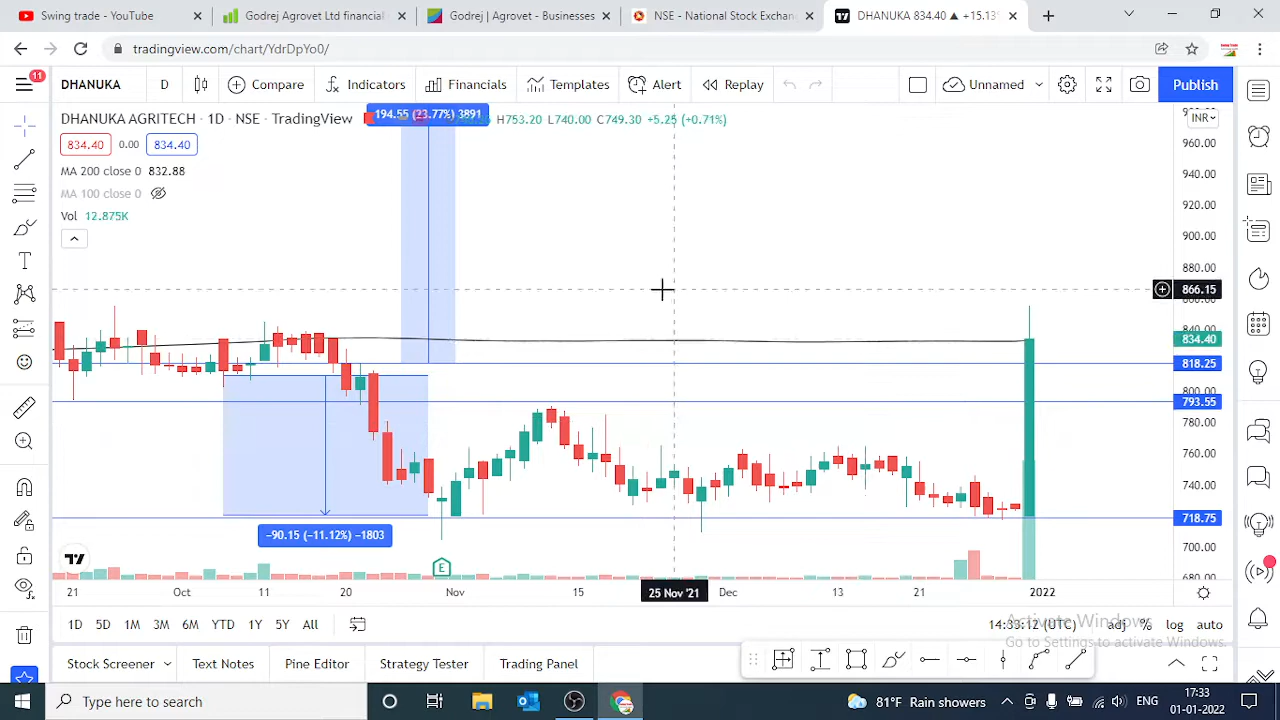 Swing trade - YouTube
Godrej Agrovet Ltd financial
Godrej | Agrovet - Business
NSE - National Stock Exchan
DHANUKA 834.40 ▲ +15.13%
tradingview.com/chart/YdrDpYo0/
11
DHANUKA
D
Compare
Indicators
Financials
Templates
Alert
Replay
Unnamed
Publish
DHANUKA AGRITECH · 1D · NSE · TradingView
194.55 (23.77%) 3891
H753.20 L740.00 C749.30 +5.25 (+0.71%)
INR
834.40 0.00 834.40
MA 200 close 0 832.88
MA 100 close 0
Vol 12.875K
960.00
940.00
920.00
900.00
880.00
866.15
860.00
840.00
834.40
818.25
800.00
793.55
780.00
760.00
740.00
718.75
700.00
680.00
−90.15 (−11.12%) −1803
E
Oct
20
Nov
15
25 Nov '21
Dec
13
21
2022
1D 5D 1M 3M 6M YTD 1Y 5Y All
14:33:12 (UTC)
adj % log auto
Activate Windows
Go to Settings to activate Windows.
Stock Screener
Text Notes
Pine Editor
Strategy Tester
Trading Panel
Type here to search
81°F Rain showers
ENG
17:33
01-01-2022